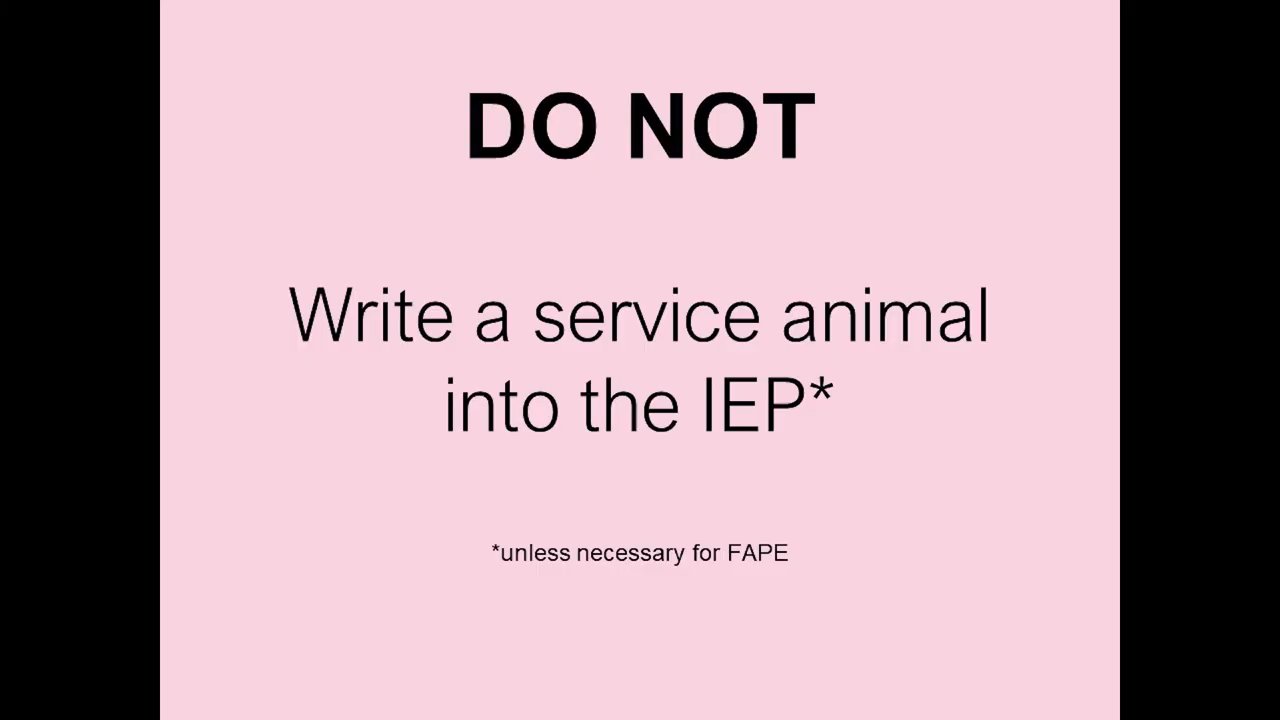 DO NOT
Write a service animal
into the IEP*
*unless necessary for FAPE